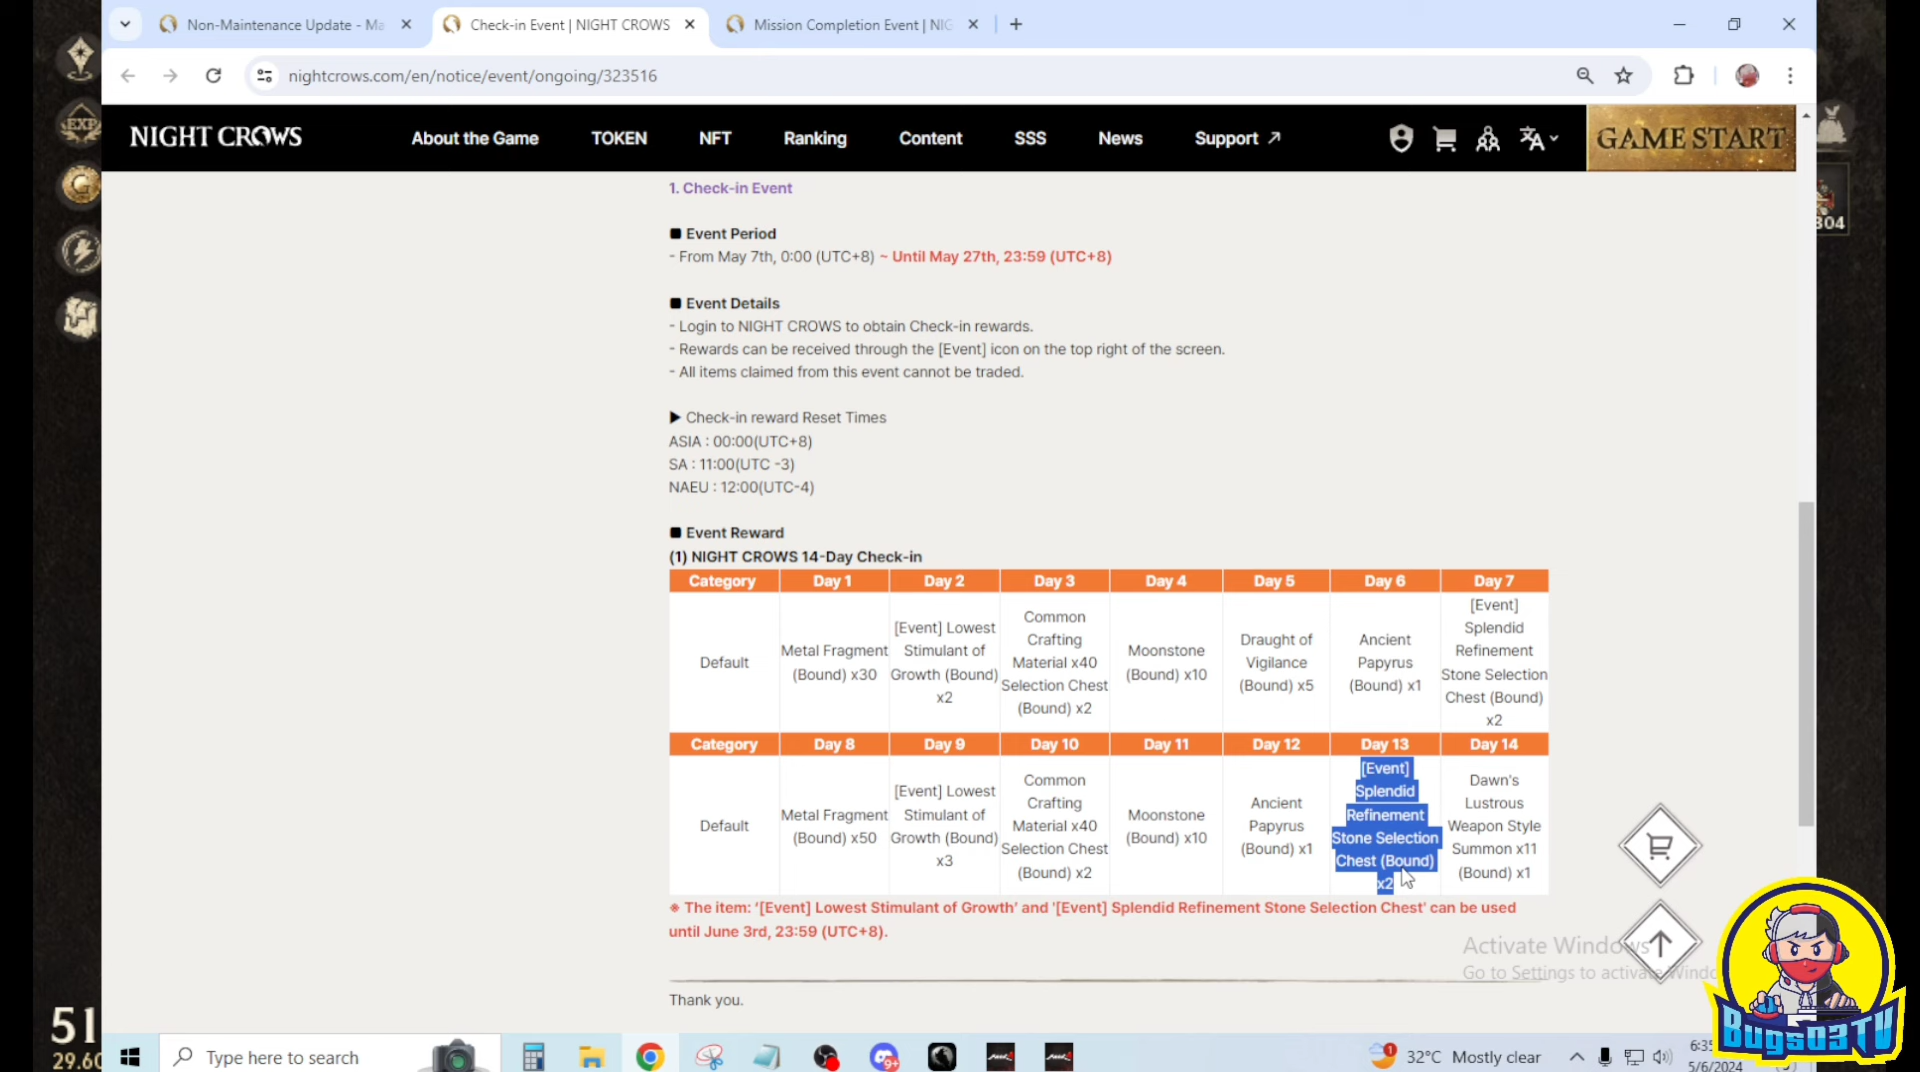 Non-Maintenance Update - Ma
Check-in Event | NIGHT CROWS
Mission Completion Event | NIG
nightcrows.com/en/notice/event/ongoing/323516
NIGHT CROWS
About the Game
TOKEN
NFT
Ranking
Content
SSS
News
Support
GAME START
EXP
G
304
1. Check-in Event
■ Event Period
- From May 7th, 0:00 (UTC+8) ~ Until May 27th, 23:59 (UTC+8)
■ Event Details
- Login to NIGHT CROWS to obtain Check-in rewards.
- Rewards can be received through the [Event] icon on the top right of the screen.
- All items claimed from this event cannot be traded.
▶ Check-in reward Reset Times
ASIA : 00:00(UTC+8)
SA : 11:00(UTC -3)
NAEU : 12:00(UTC-4)
■ Event Reward
(1) NIGHT CROWS 14-Day Check-in
Category Day 1 Day 2 Day 3 Day 4 Day 5 Day 6 Day 7
Default
Metal Fragment
(Bound) x30
[Event] Lowest
Stimulant of
Growth (Bound)
x2
Common
Crafting
Material x40
Selection Chest
(Bound) x2
Moonstone
(Bound) x10
Draught of
Vigilance
(Bound) x5
Ancient
Papyrus
(Bound) x1
[Event]
Splendid
Refinement
Stone Selection
Chest (Bound)
x2
Category Day 8 Day 9 Day 10 Day 11 Day 12 Day 13 Day 14
Default
Metal Fragment
(Bound) x50
[Event] Lowest
Stimulant of
Growth (Bound)
x3
Common
Crafting
Material x40
Selection Chest
(Bound) x2
Moonstone
(Bound) x10
Ancient
Papyrus
(Bound) x1
[Event]
Splendid
Refinement
Stone Selection
Chest (Bound)
x2
Dawn's
Lustrous
Weapon Style
Summon x11
(Bound) x1
※ The item: '[Event] Lowest Stimulant of Growth' and '[Event] Splendid Refinement Stone Selection Chest' can be used
until June 3rd, 23:59 (UTC+8).
Thank you.
Activate Windows
Go to Settings to activate Windo
Bugs03TV
51
29.60
Type here to search
9+
1
32°C Mostly clear
6:35
5/6/2024